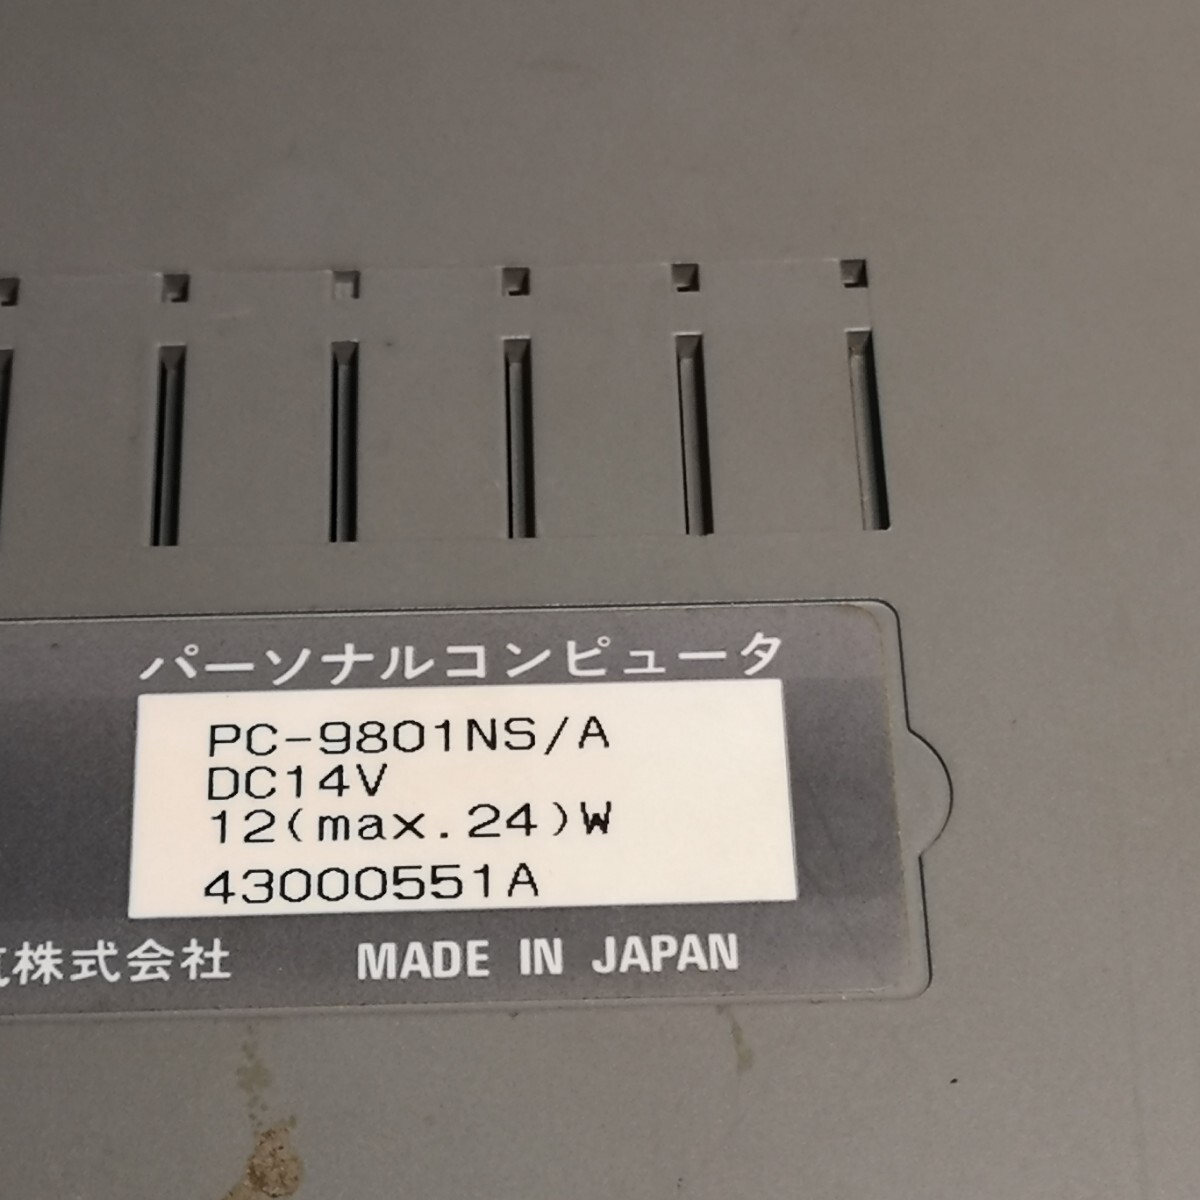 パーソナルコンピュータ
PC-9801NS/A
DC14V
12(max.24)W
43000551A
株式会社 MADE IN JAPAN